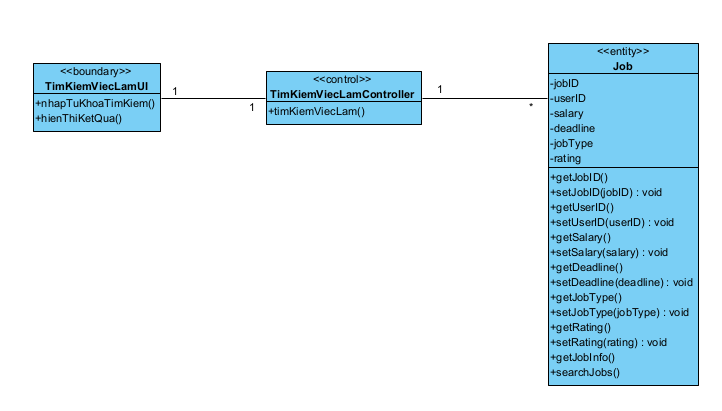 <<boundary>>
TimKiemViecLamUI
+nhapTuKhoaTimKiem()
+hienThiKetQua()
1
1
<<control>>
TimKiemViecLamController
+timKiemViecLam()
1
*
<<entity>>
Job
-jobID
-userID
-salary
-deadline
-jobType
-rating
+getJobID()
+setJobID(jobID) : void
+getUserID()
+setUserID(userID) : void
+getSalary()
+setSalary(salary) : void
+getDeadline()
+setDeadline(deadline) : void
+getJobType()
+setJobType(jobType) : void
+getRating()
+setRating(rating) : void
+getJobInfo()
+searchJobs()